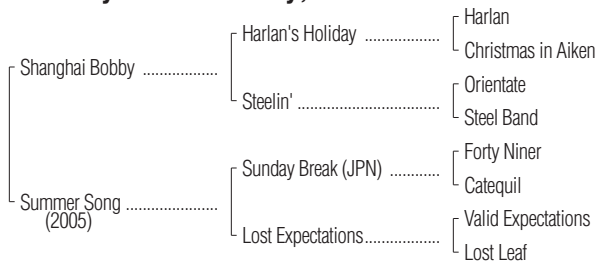 Harlan
Harlan's Holiday ..................
Christmas in Aiken
Shanghai Bobby ..................
Orientate
Steelin' ..................................
Steel Band
Forty Niner
Sunday Break (JPN) ............
Catequil
Summer Song ......................
(2005)
Valid Expectations
Lost Expectations..................
Lost Leaf